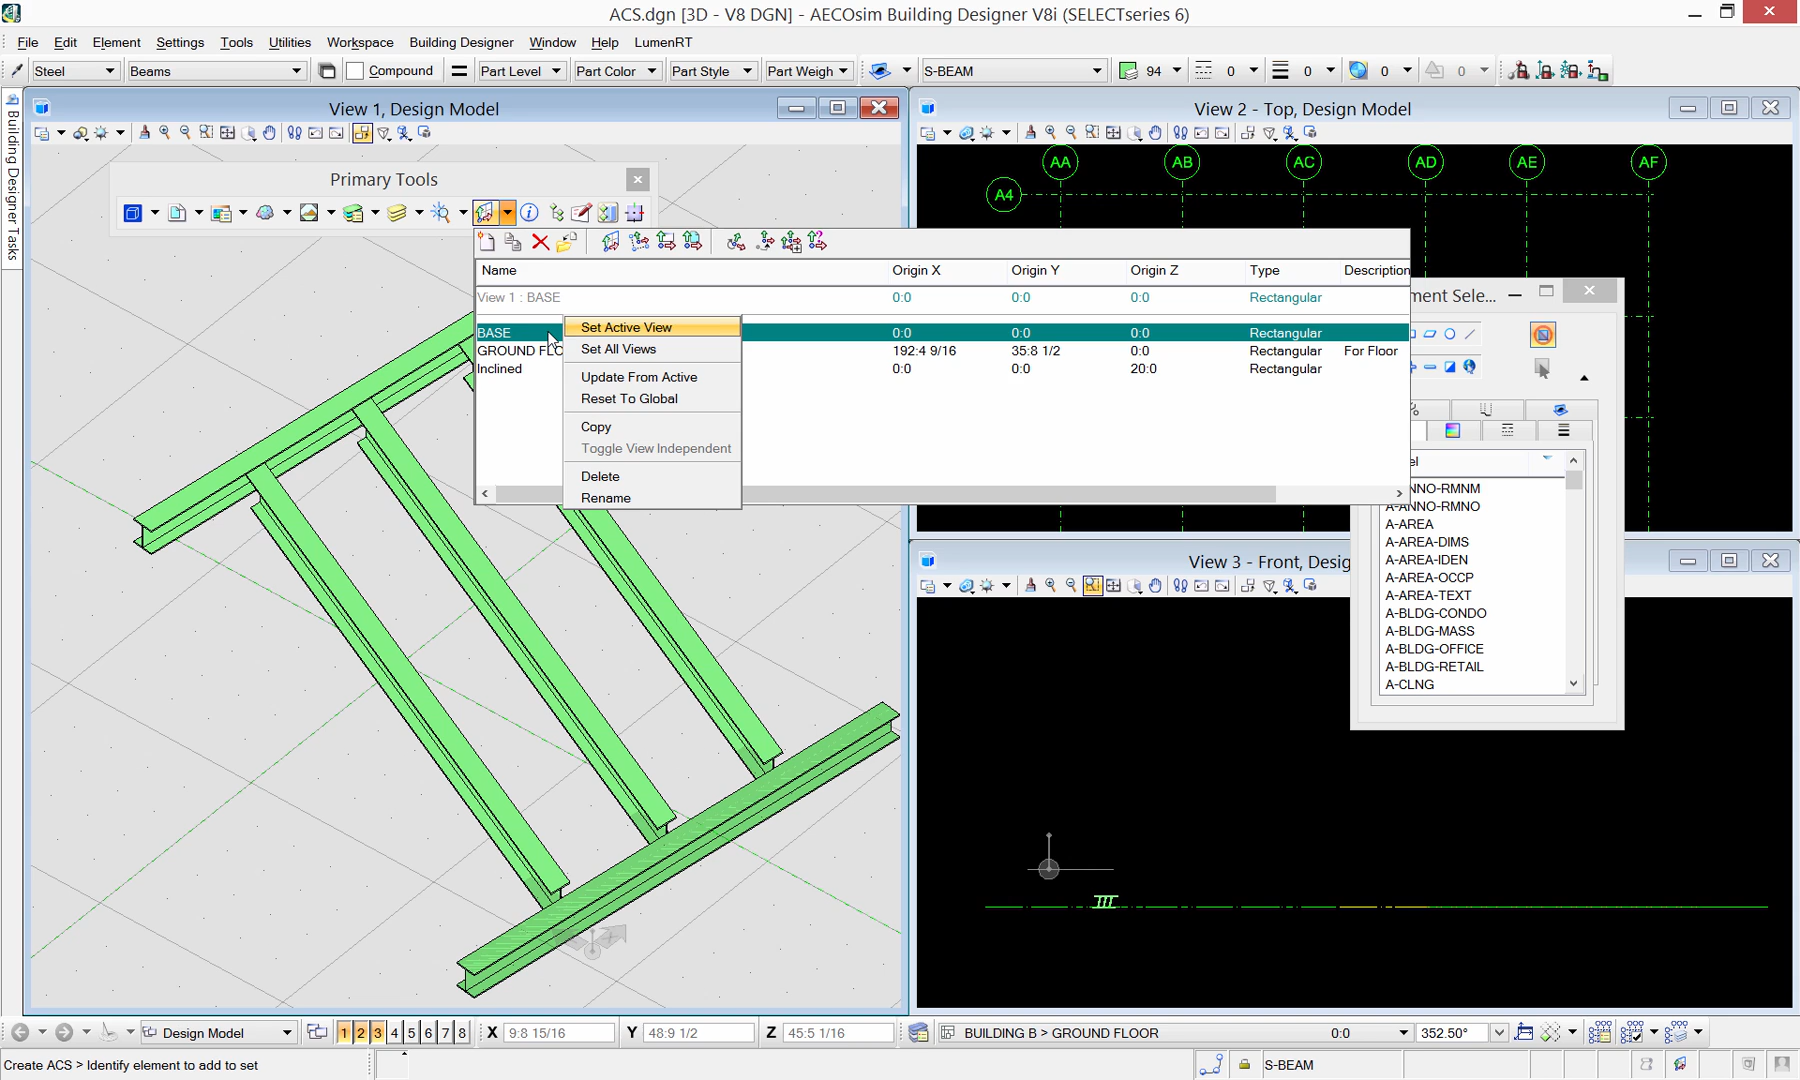 ACS.dgn [3D - V8 DGN] - AECOsim Building Designer V8i (SELECTseries 6)
File Edit Element Settings Tools Utilities Workspace Building Designer Window Help LumenRT
Steel Beams Compound Part Level Part Color Part Style Part Weigh S-BEAM 94 0 0 0 0
Building Designer Tasks
View 1, Design Model
View 2 - Top, Design Model
Primary Tools
AA AB AC AD AE AF
A4
Name Origin X Origin Y Origin Z Type Description
View 1 : BASE 0:0 0:0 0:0 Rectangular
BASE 0:0 0:0 0:0 Rectangular
GROUND FLO 192:4 9/16 35:8 1/2 0:0 Rectangular For Floor
Inclined 0:0 0:0 20:0 Rectangular
Set Active View
Set All Views
Update From Active
Reset To Global
Copy
Toggle View Independent
Delete
Rename
ment Sele...
el
A-ANNO-RMNM
A-ANNO-RMNO
A-AREA
A-AREA-DIMS
A-AREA-IDEN
A-AREA-OCCP
A-AREA-TEXT
A-BLDG-CONDO
A-BLDG-MASS
A-BLDG-OFFICE
A-BLDG-RETAIL
A-CLNG
View 3 - Front, Desig
Design Model 1 2 3 4 5 6 7 8 X 9:8 15/16 Y 48:9 1/2 Z 45:5 1/16 BUILDING B > GROUND FLOOR 0:0 352.50°
Create ACS > Identify element to add to set S-BEAM